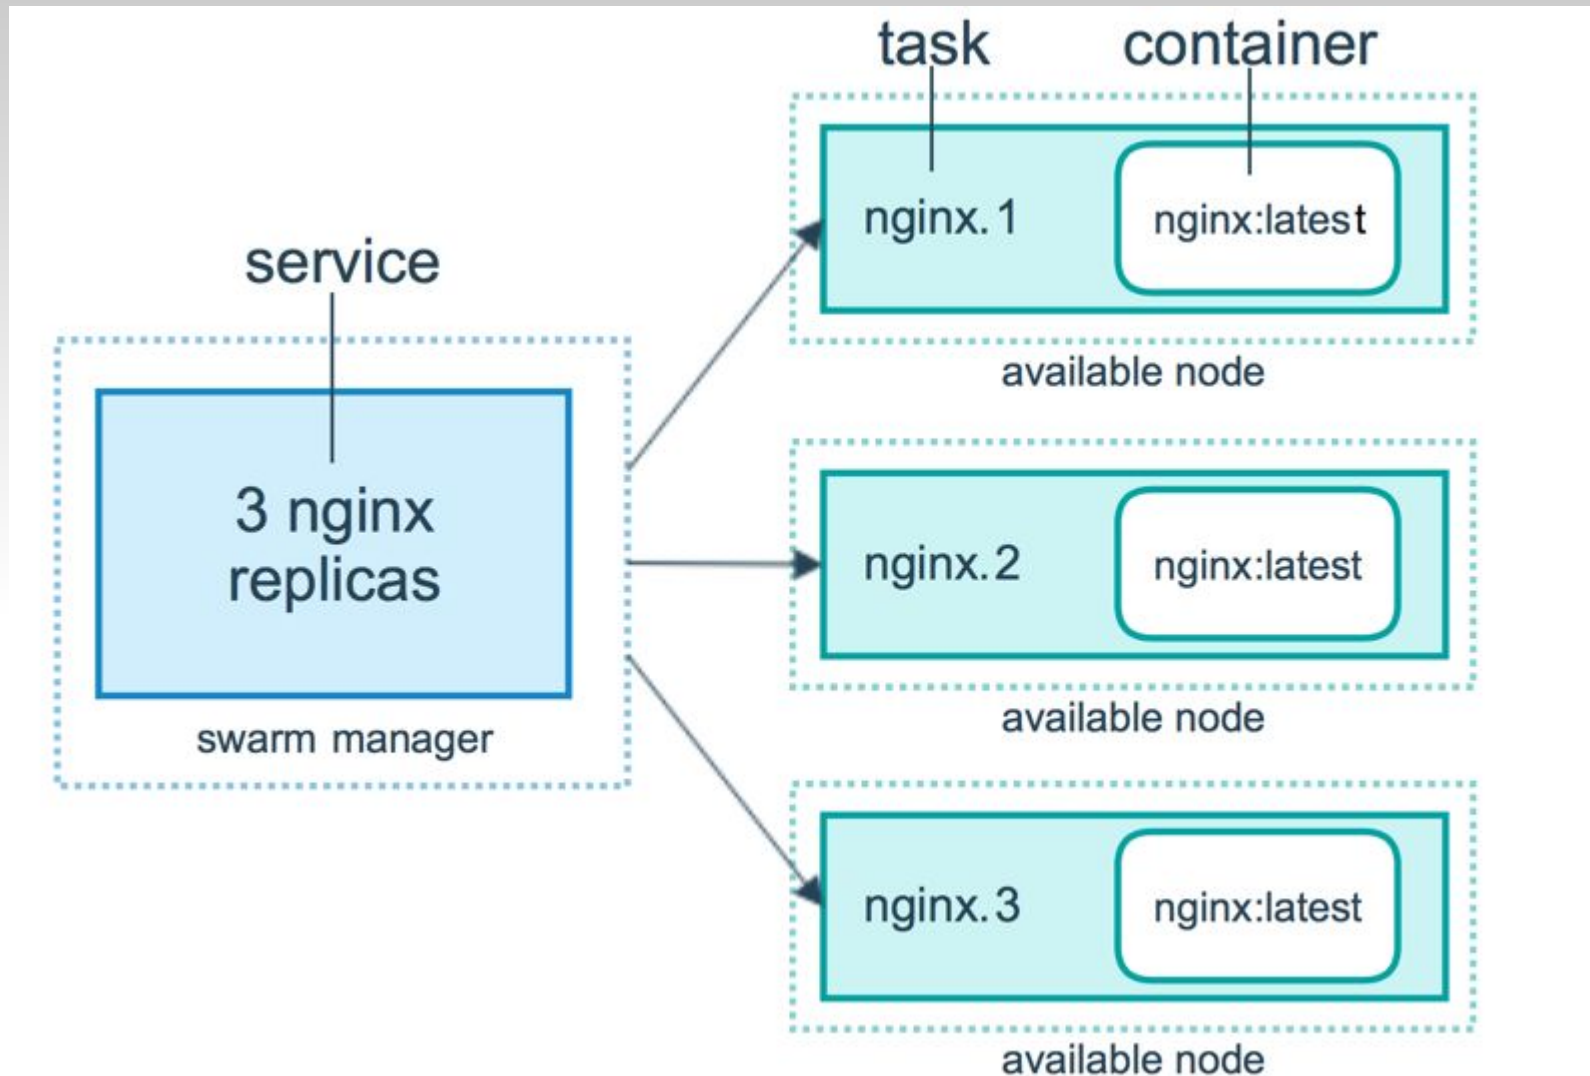 task
container
nginx.1
nginx:latest
available node
service
3 nginx
replicas
swarm manager
nginx.2
nginx:latest
available node
nginx.3
nginx:latest
available node